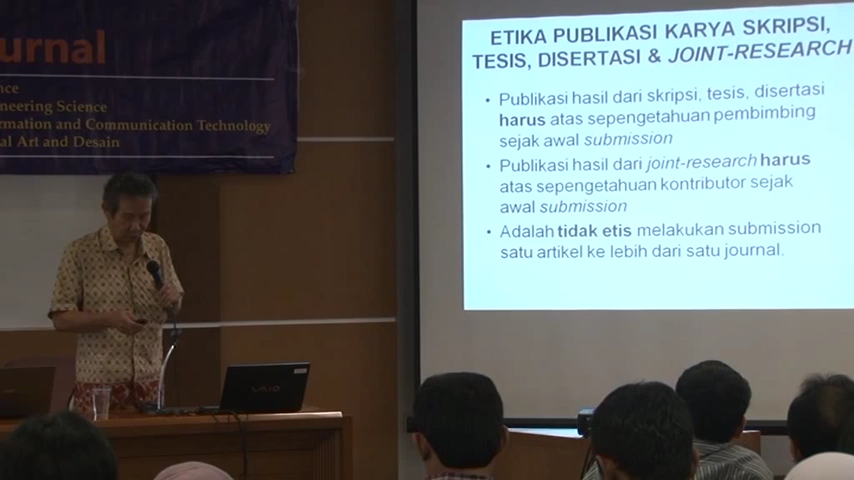 urnal
nce
neering Science
rmation and Communication Technology
al Art and Desain
ETIKA PUBLIKASI KARYA SKRIPSI,
TESIS, DISERTASI & JOINT-RESEARCH
• Publikasi hasil dari skripsi, tesis, disertasi
harus atas sepengetahuan pembimbing
sejak awal submission
• Publikasi hasil dari joint-research harus
atas sepengetahuan kontributor sejak
awal submission
• Adalah tidak etis melakukan submission
satu artikel ke lebih dari satu journal.
VAIO